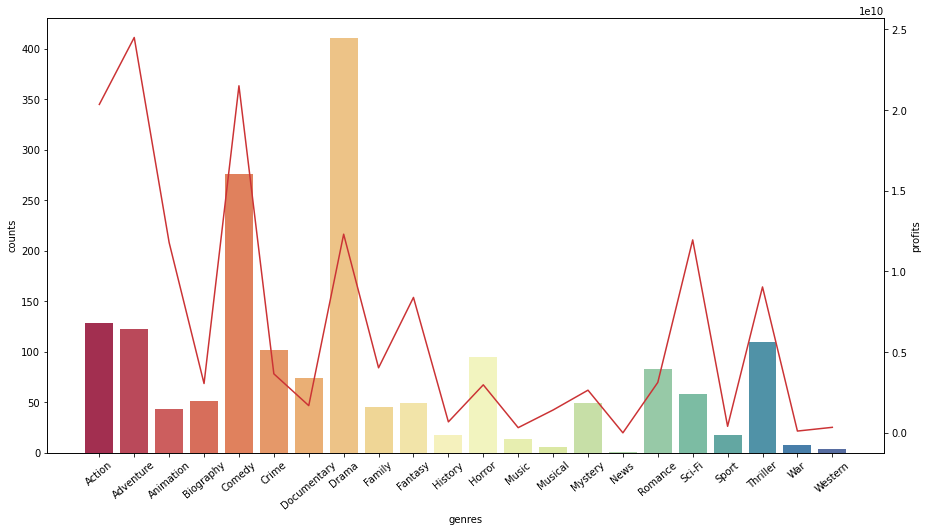 1e10
400
350
300
250
200
150
100
50
0
counts
2.5
2.0
1.5
1.0
0.5
0.0
profits
Action
Adventure
Animation
Biography
Comedy
Crime
Documentary
Drama
Family
Fantasy
History
Horror
Music
Musical
Mystery
News
Romance
Sci-Fi
Sport
Thriller
War
Western
genres